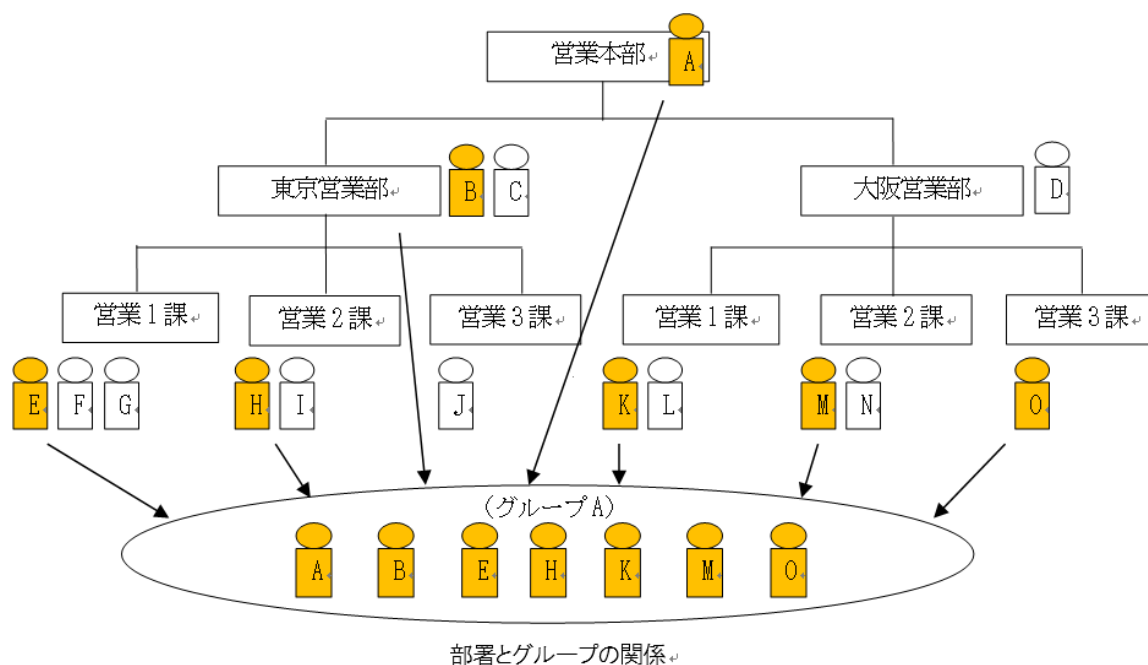 営業本部
A
東京営業部
B
C
大阪営業部
D
営業1課
営業2課
営業3課
営業1課
営業2課
営業3課
E
F
G
H
I
J
K
L
M
N
O
(グループA)
A
B
E
H
K
M
O
部署とグループの関係